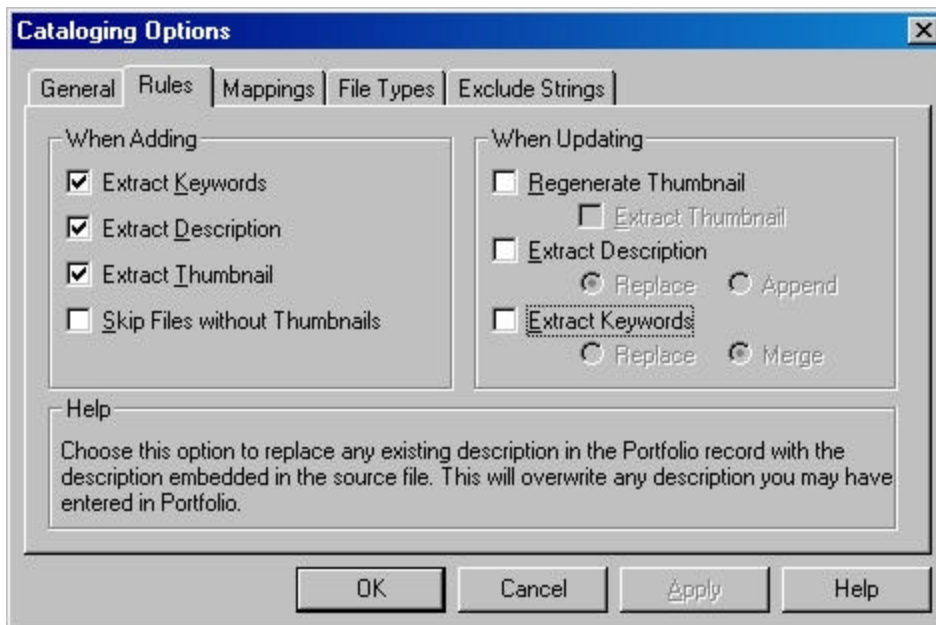 Cataloging Options
General Rules Mappings File Types Exclude Strings
When Adding
Extract Keywords
Extract Description
Extract Thumbnail
Skip Files without Thumbnails
When Updating
Regenerate Thumbnail
Extract Thumbnail
Extract Description
Replace Append
Extract Keywords
Replace Merge
Help
Choose this option to replace any existing description in the Portfolio record with the
description embedded in the source file. This will overwrite any description you may have
entered in Portfolio.
OK Cancel Apply Help